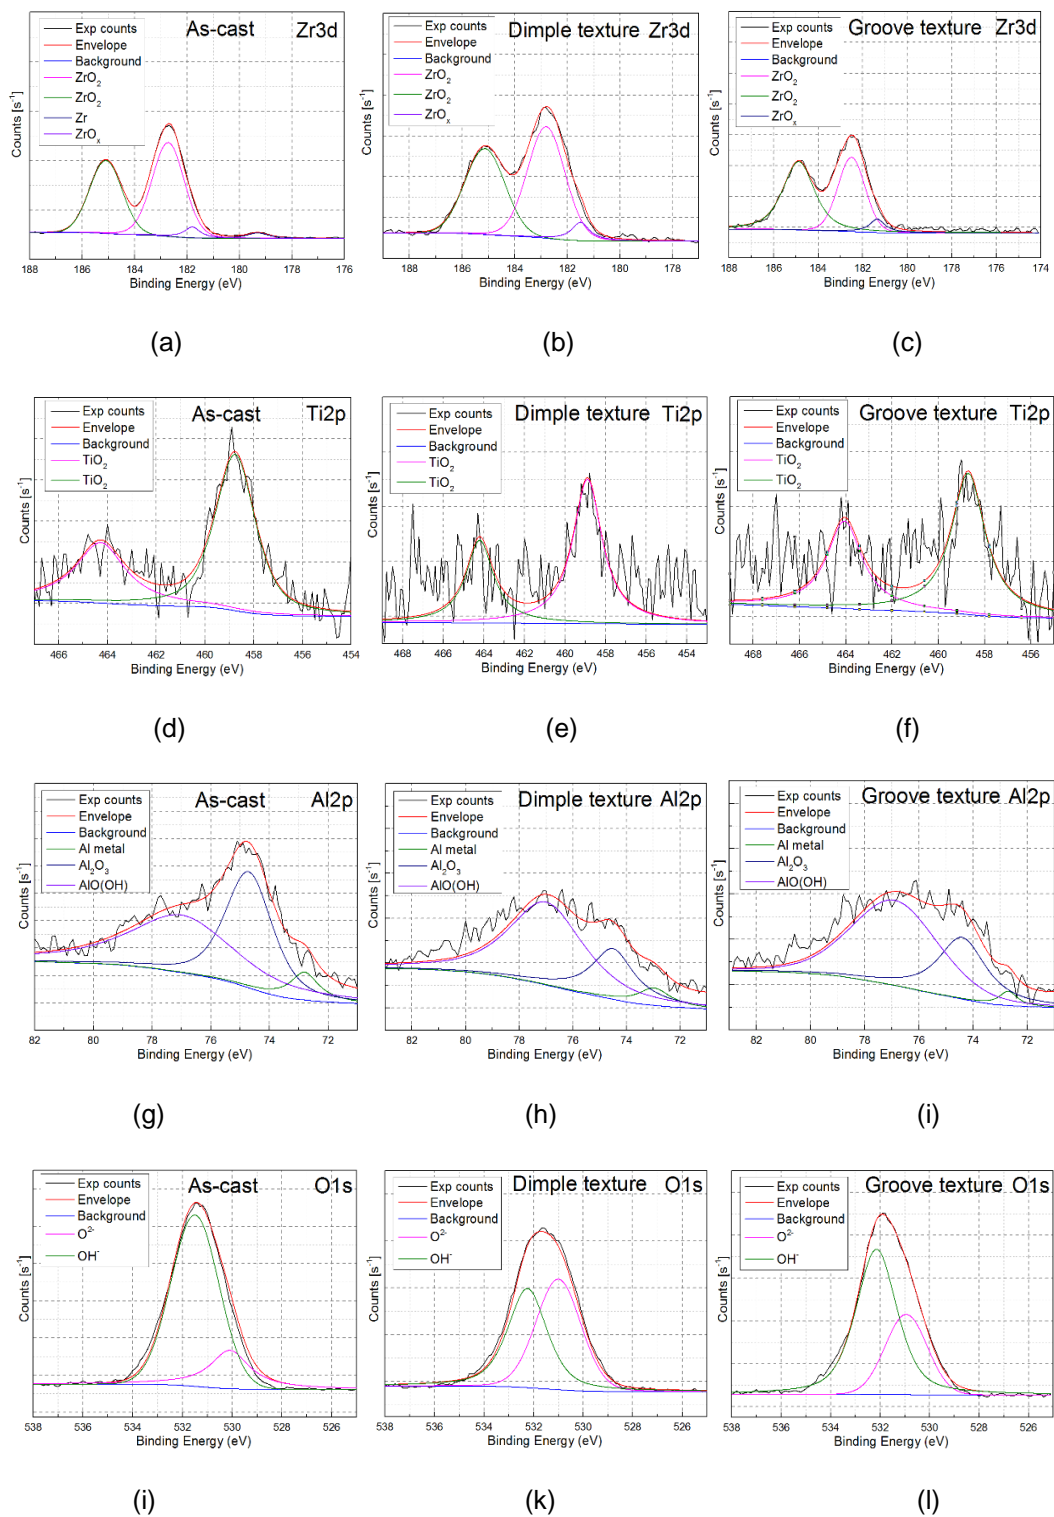 As-cast Zr3d
Exp counts
Envelope
Background
ZrO₂
ZrO₂
Zr
ZrOₓ
Counts [s⁻¹]
188 186 184 182 180 178 176
Binding Energy (eV)
(a)
Dimple texture Zr3d
Exp counts
Envelope
Background
ZrO₂
ZrO₂
ZrOₓ
Counts [s⁻¹]
188 186 184 182 180 178
Binding Energy (eV)
(b)
Groove texture Zr3d
Exp counts
Envelope
Background
ZrO₂
ZrO₂
ZrOₓ
Counts [s⁻¹]
188 186 184 182 180 178 176 174
Binding Energy (eV)
(c)
As-cast Ti2p
Exp counts
Envelope
Background
TiO₂
TiO₂
Counts [s⁻¹]
466 464 462 460 458 456 454
Binding Energy (eV)
(d)
Dimple texture Ti2p
Exp counts
Envelope
Background
TiO₂
TiO₂
Counts [s⁻¹]
468 466 464 462 460 458 456 454
Binding Energy (eV)
(e)
Groove texture Ti2p
Exp counts
Envelope
Background
TiO₂
TiO₂
Counts [s⁻¹]
468 466 464 462 460 458 456
Binding Energy (eV)
(f)
As-cast Al2p
Exp counts
Envelope
Background
Al metal
Al₂O₃
AlO(OH)
Counts [s⁻¹]
82 80 78 76 74 72
Binding Energy (eV)
(g)
Dimple texture Al2p
Exp counts
Envelope
Background
Al metal
Al₂O₃
AlO(OH)
Counts [s⁻¹]
82 80 78 76 74 72
Binding Energy (eV)
(h)
Groove texture Al2p
Exp counts
Envelope
Background
Al metal
Al₂O₃
AlO(OH)
Counts [s⁻¹]
82 80 78 76 74 72
Binding Energy (eV)
(i)
As-cast O1s
Exp counts
Envelope
Background
O²⁻
OH⁻
Counts [s⁻¹]
538 536 534 532 530 528 526
Binding Energy (eV)
(i)
Dimple texture O1s
Exp counts
Envelope
Background
O²⁻
OH⁻
Counts [s⁻¹]
536 534 532 530 528 526
Binding Energy (eV)
(k)
Groove texture O1s
Exp counts
Envelope
Background
O²⁻
OH⁻
Counts [s⁻¹]
538 536 534 532 530 528 526
Binding Energy (eV)
(l)